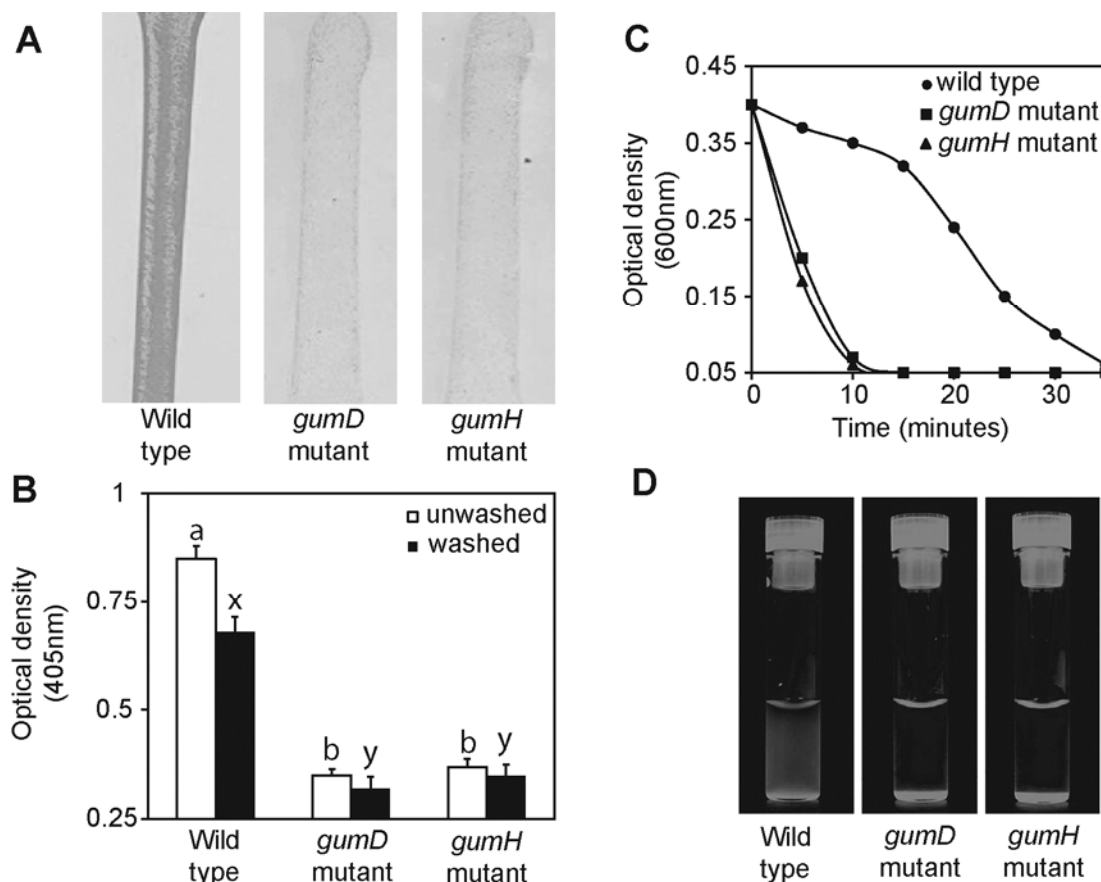 A
Wild
type
gumD
mutant
gumH
mutant
B
1
0.75
0.5
0.25
Optical density
(405nm)
unwashed
washed
a
x
b
y
b
y
Wild
type
gumD
mutant
gumH
mutant
C
0.45
0.35
0.25
0.15
0.05
Optical density
(600nm)
wild type
gumD mutant
gumH mutant
0
10
20
30
Time (minutes)
D
Wild
type
gumD
mutant
gumH
mutant